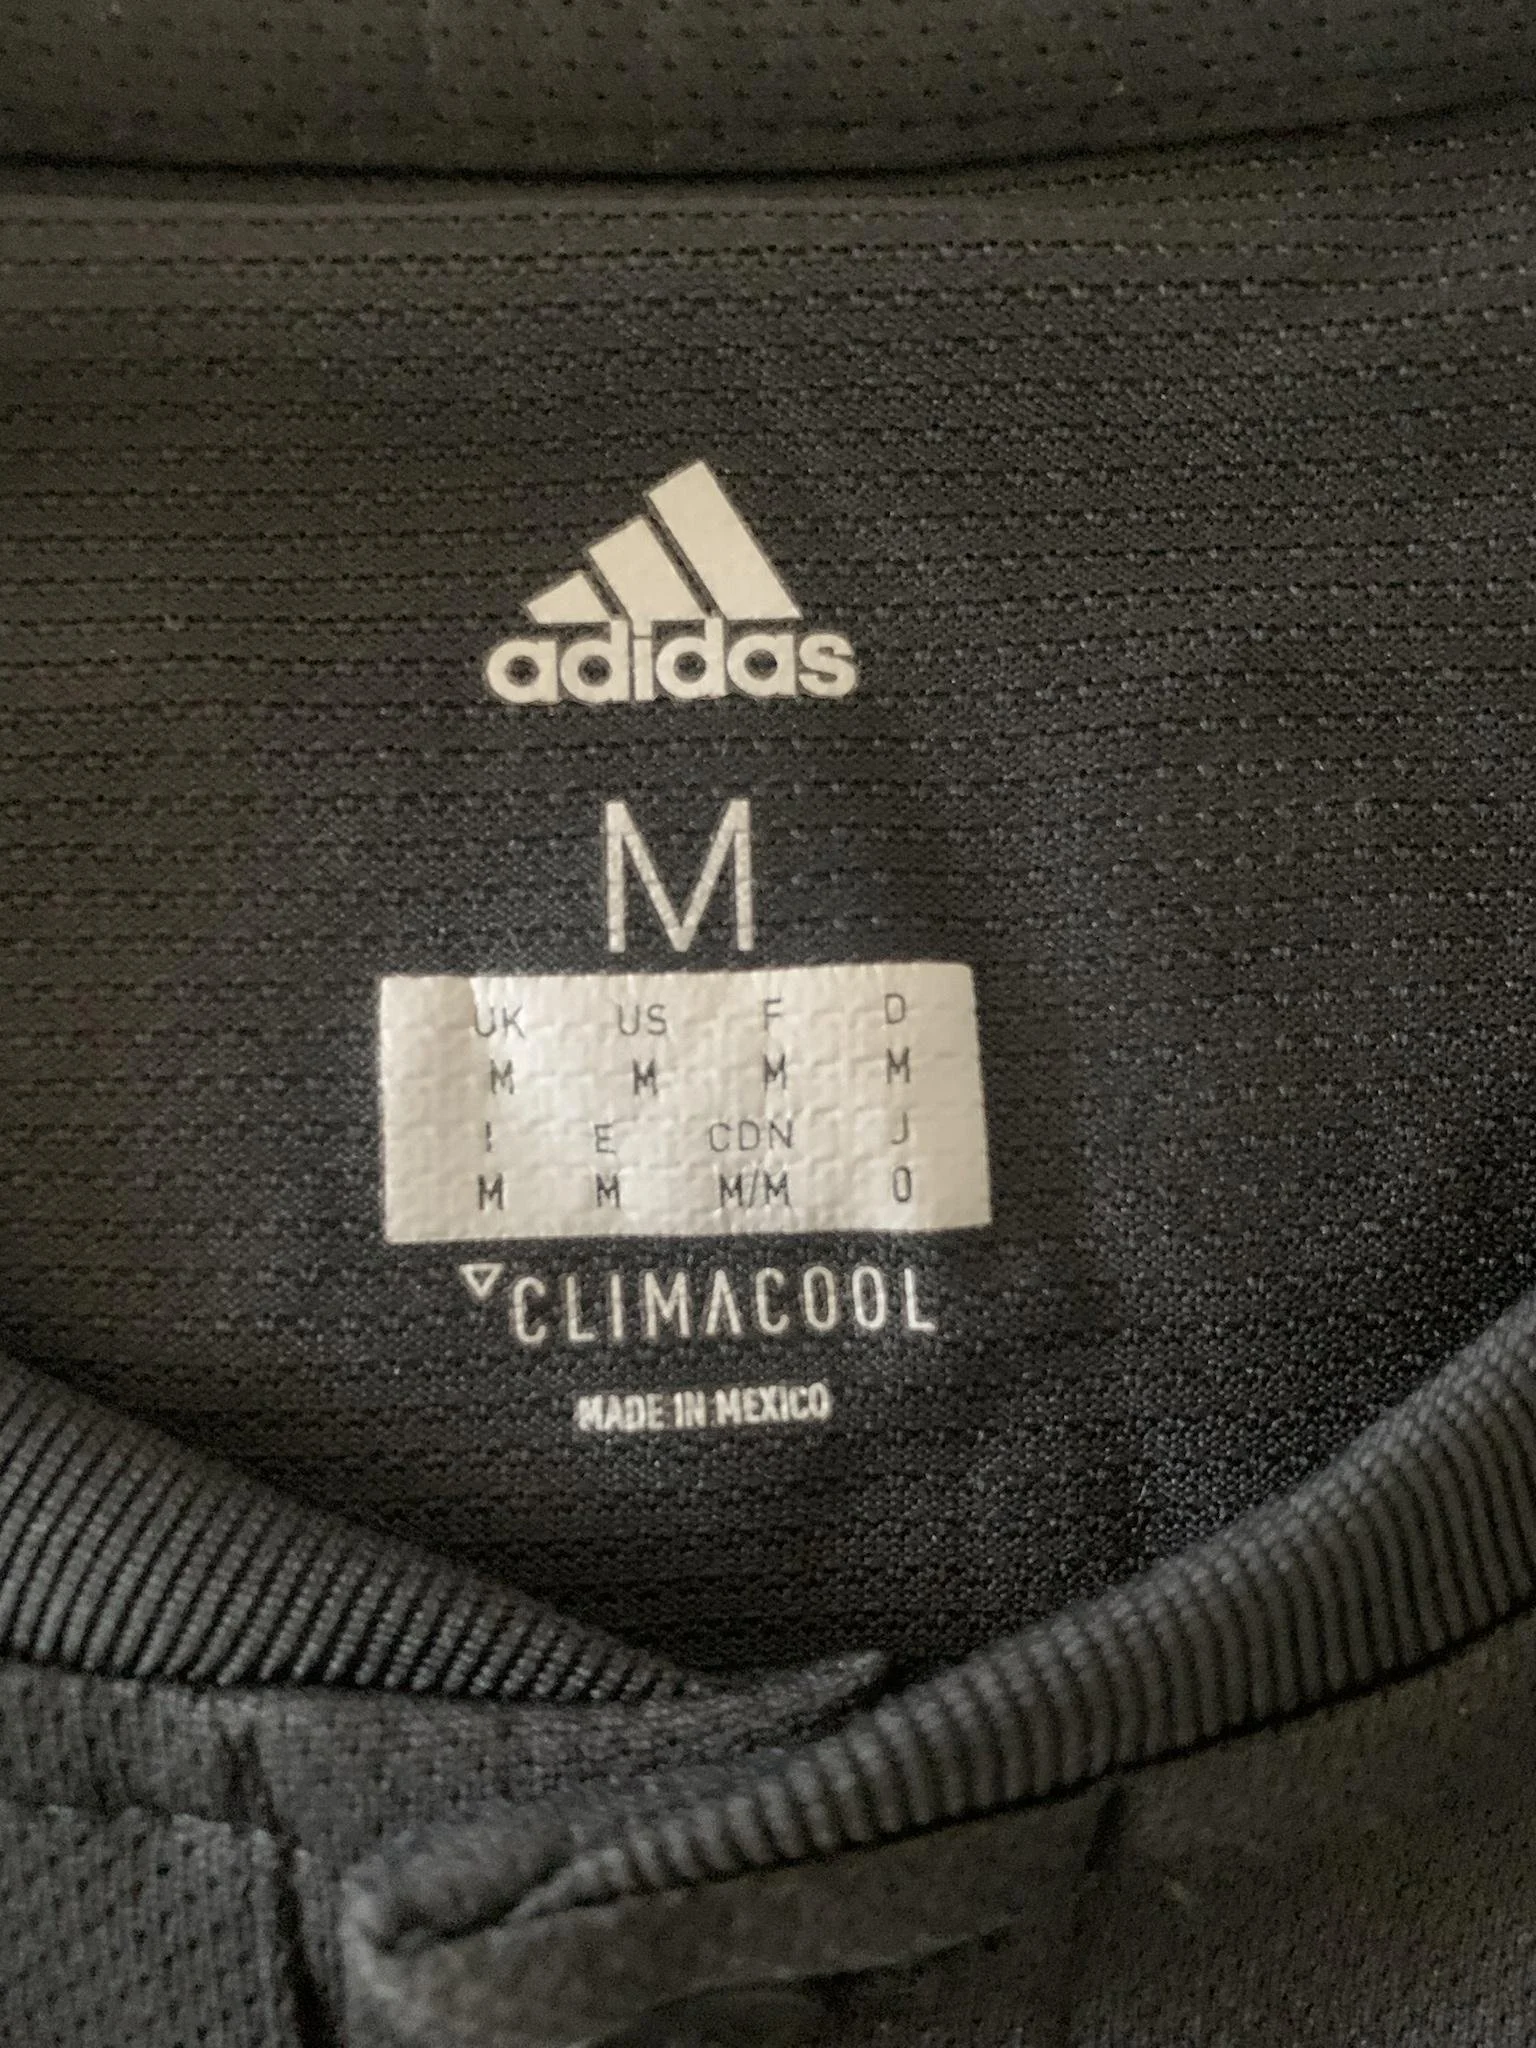 adidas
M
UK US F D
M M M M
I E CDN J
M M M/M O
CLIMACOOL
MADE IN MEXICO